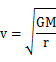 v = √(GM/r)